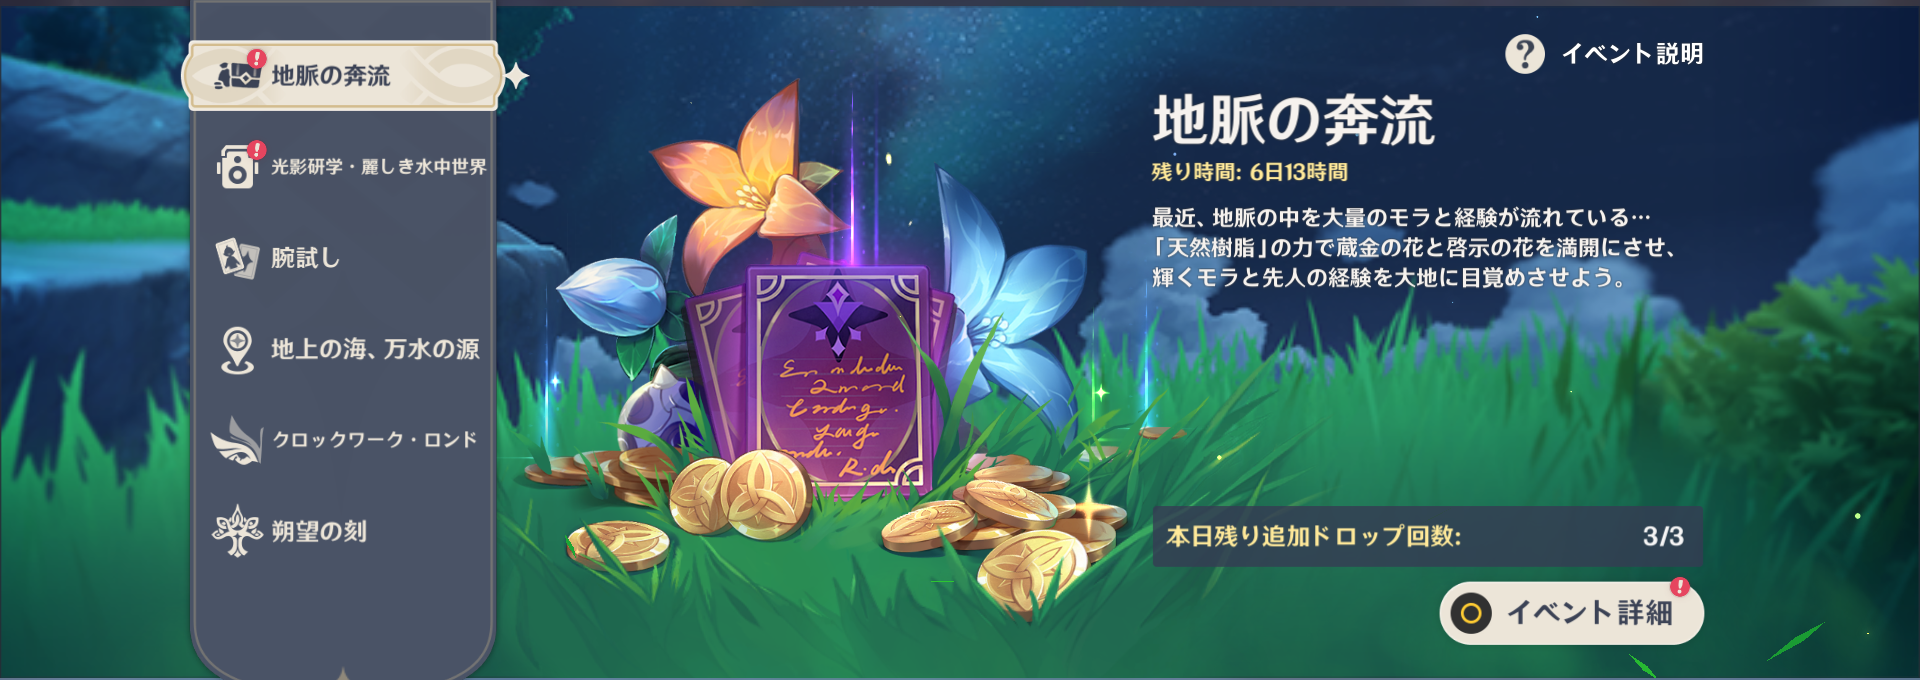 地脈の奔流
光影研学・麗しき水中世界
腕試し
地上の海、万水の源
クロックワーク・ロンド
朔望の刻
イベント説明
地脈の奔流
残り時間: 6日13時間
最近、地脈の中を大量のモラと経験が流れている…
「天然樹脂」の力で蔵金の花と啓示の花を満開にさせ、
輝くモラと先人の経験を大地に目覚めさせよう。
本日残り追加ドロップ回数: 3/3
イベント詳細